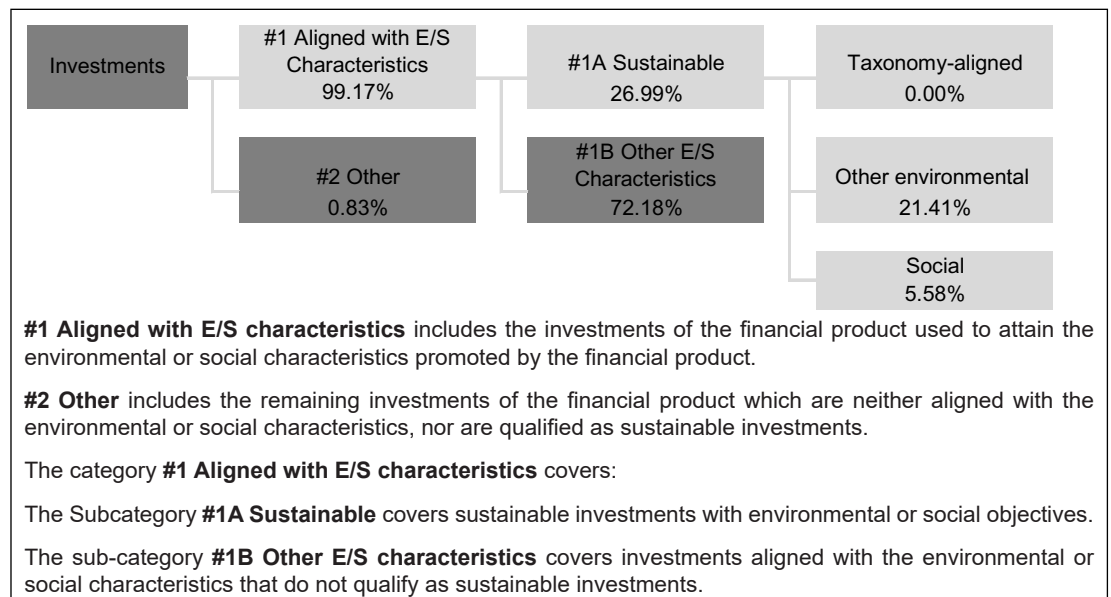 Investments
#1 Aligned with E/S
Characteristics
99.17%
#1A Sustainable
26.99%
Taxonomy-aligned
0.00%
#2 Other
0.83%
#1B Other E/S
Characteristics
72.18%
Other environmental
21.41%
Social
5.58%
#1 Aligned with E/S characteristics includes the investments of the financial product used to attain the
environmental or social characteristics promoted by the financial product.
#2 Other includes the remaining investments of the financial product which are neither aligned with the
environmental or social characteristics, nor are qualified as sustainable investments.
The category #1 Aligned with E/S characteristics covers:
The Subcategory #1A Sustainable covers sustainable investments with environmental or social objectives.
The sub-category #1B Other E/S characteristics covers investments aligned with the environmental or
social characteristics that do not qualify as sustainable investments.